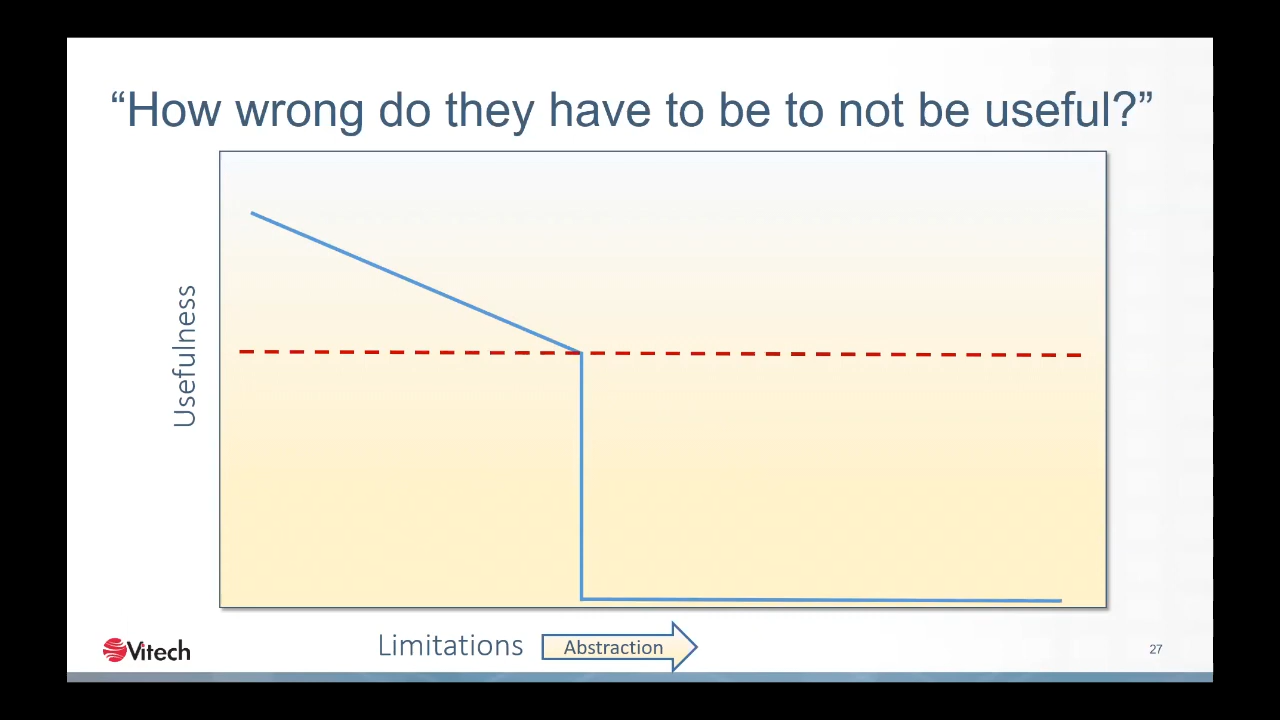 “How wrong do they have to be to not be useful?”
Usefulness
Limitations
Abstraction
Vitech
27